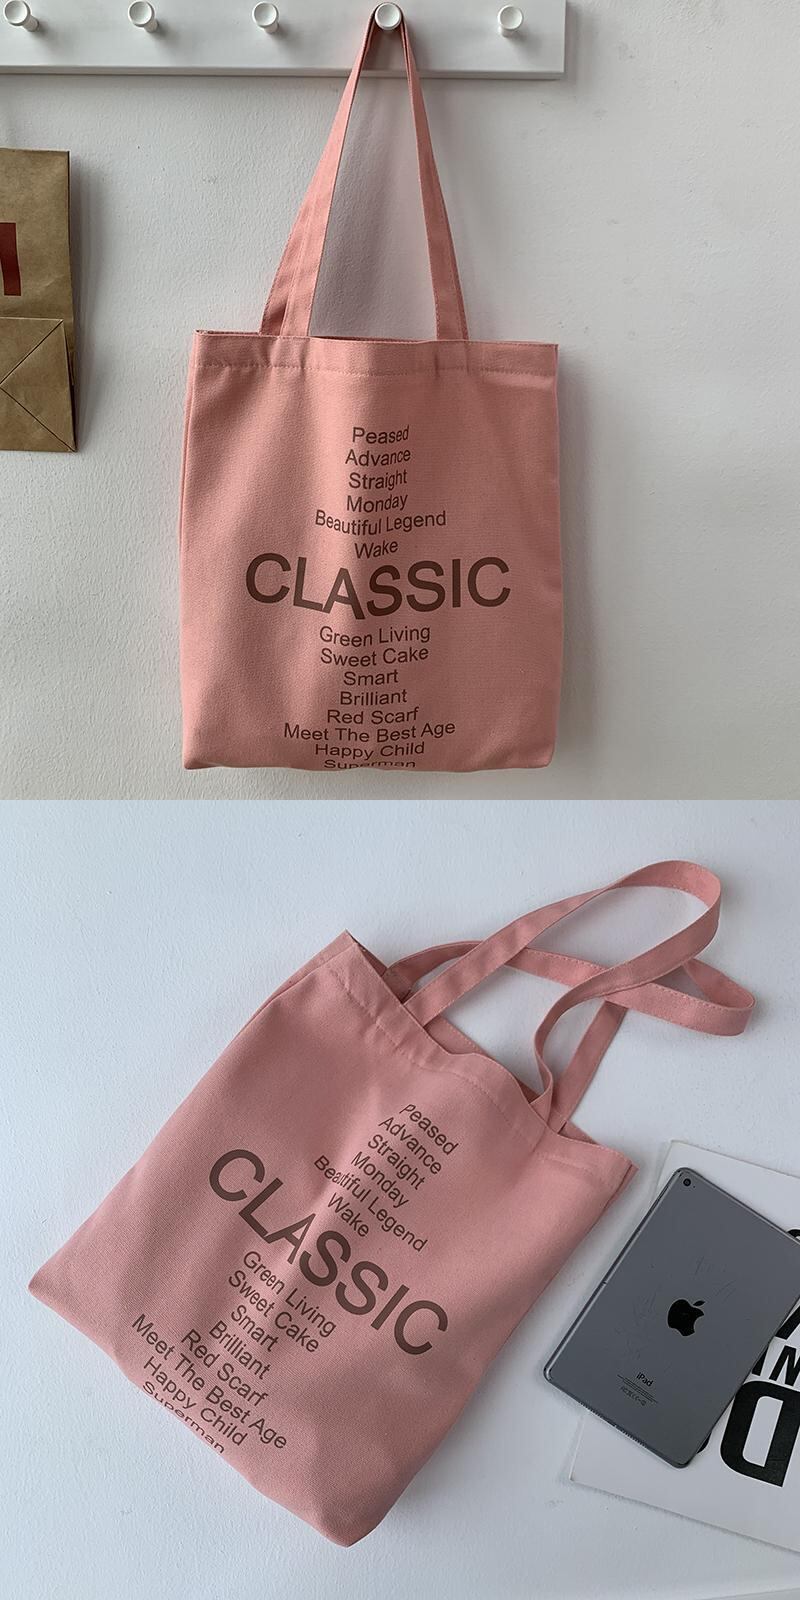 Peased
Advance
Straight
Monday
Beautiful Legend
Wake
CLASSIC
Green Living
Sweet Cake
Smart
Brilliant
Red Scarf
Meet The Best Age
Happy Child
Superman
Peased
Advance
Straight
Monday
Beautiful Legend
Wake
CLASSIC
Green Living
Sweet Cake
Smart
Brilliant
Red Scarf
Meet The Best Age
Happy Child
Superman
iPad